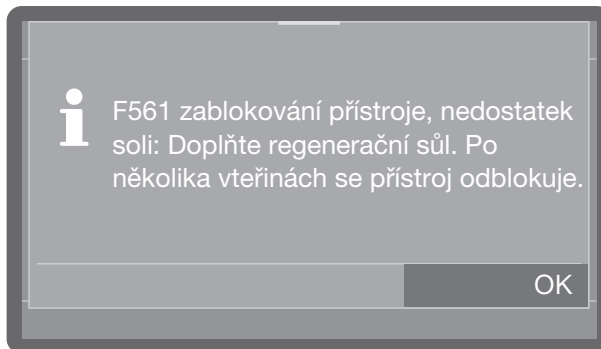 F561 zablokování přístroje, nedostatek
soli: Doplňte regenerační sůl. Po
několika vteřinách se přístroj odblokuje.
OK